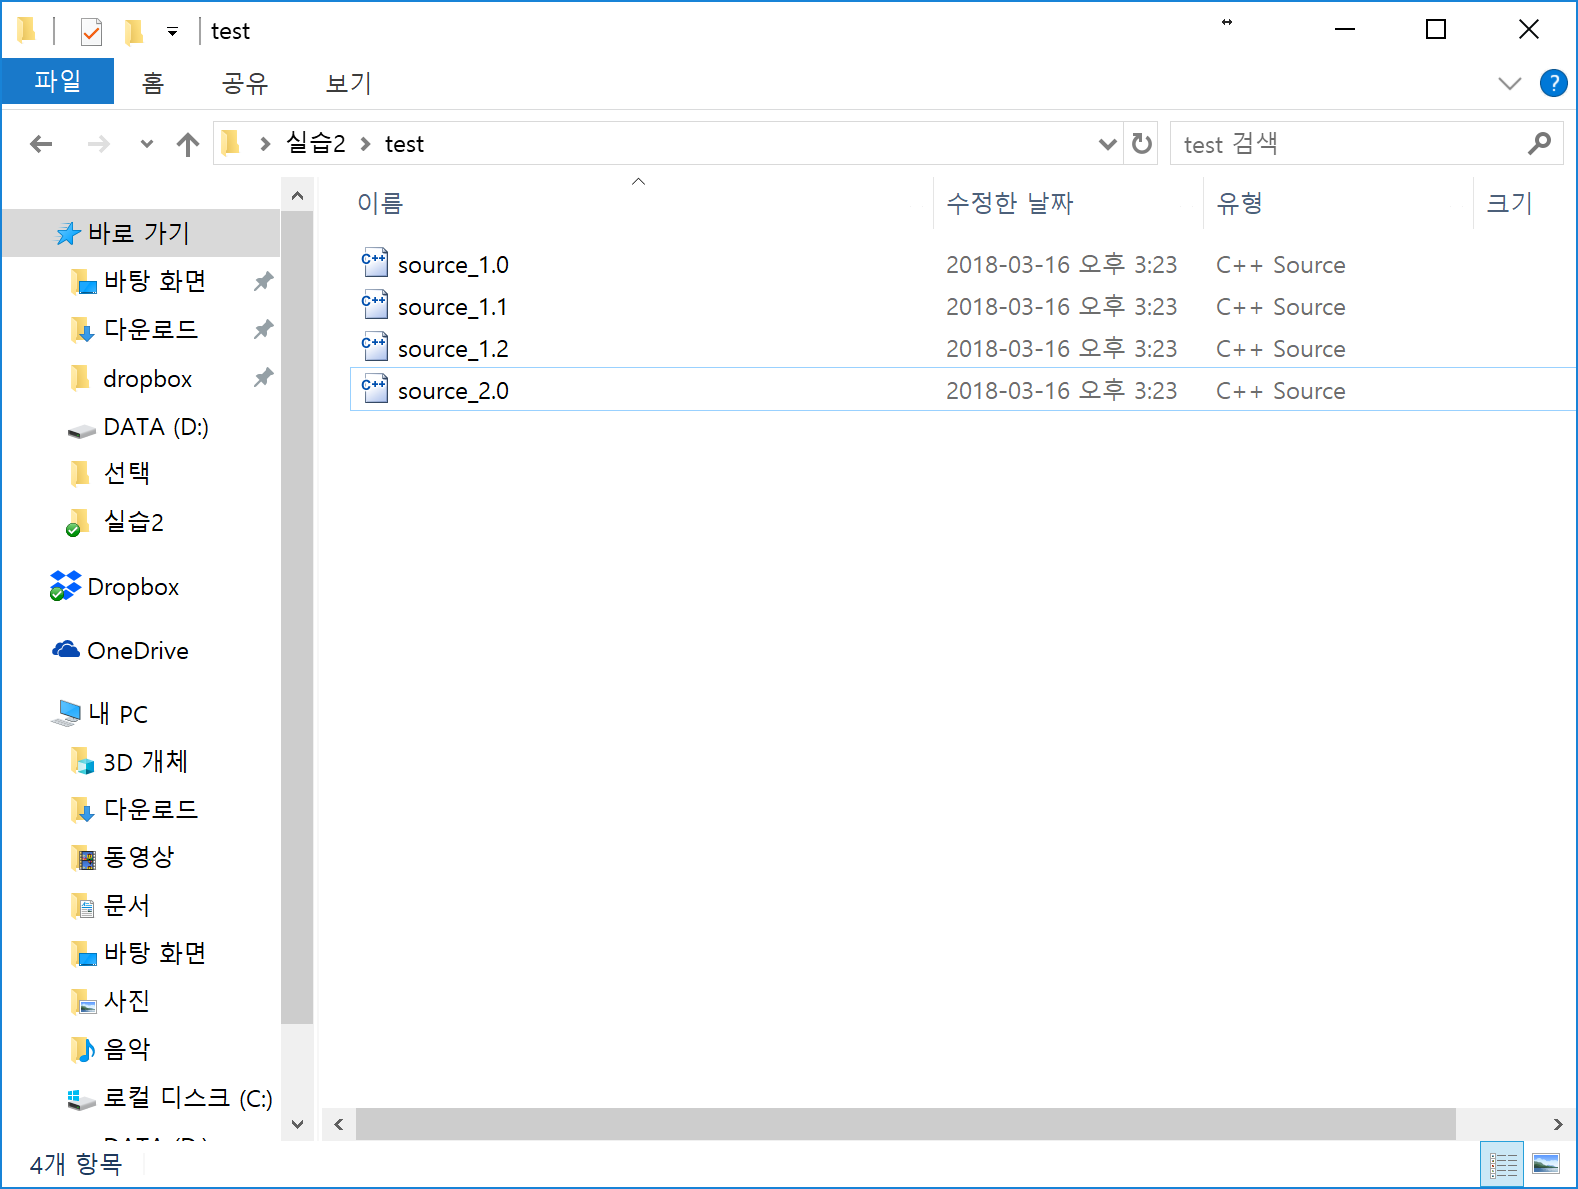 test
파일 홈 공유 보기
?
실습2 test
test 검색
이름 수정한 날짜 유형 크기
source_1.0 2018-03-16 오후 3:23 C++ Source
source_1.1 2018-03-16 오후 3:23 C++ Source
source_1.2 2018-03-16 오후 3:23 C++ Source
source_2.0 2018-03-16 오후 3:23 C++ Source
바로 가기
바탕 화면
다운로드
dropbox
DATA (D:)
선택
실습2
Dropbox
OneDrive
내 PC
3D 개체
다운로드
동영상
문서
바탕 화면
사진
음악
로컬 디스크 (C:)
DATA (D:)
4개 항목